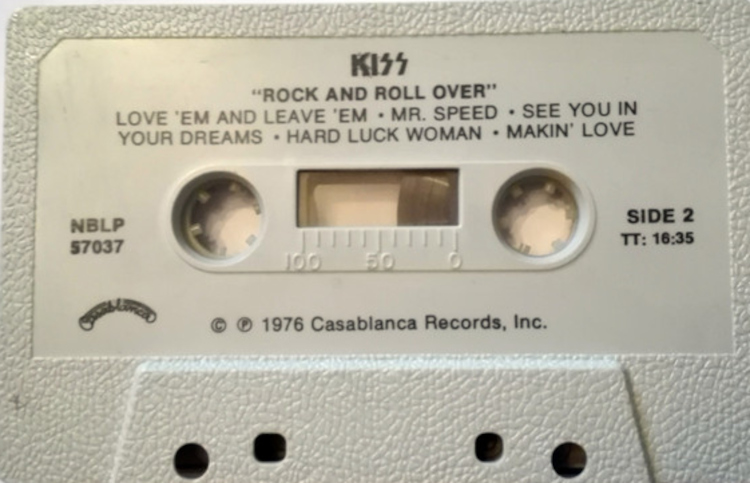 KISS
"ROCK AND ROLL OVER"
LOVE 'EM AND LEAVE 'EM • MR. SPEED • SEE YOU IN
YOUR DREAMS • HARD LUCK WOMAN • MAKIN' LOVE
NBLP
57037
SIDE 2
TT: 16:35
100 50 0
© ℗ 1976 Casablanca Records, Inc.